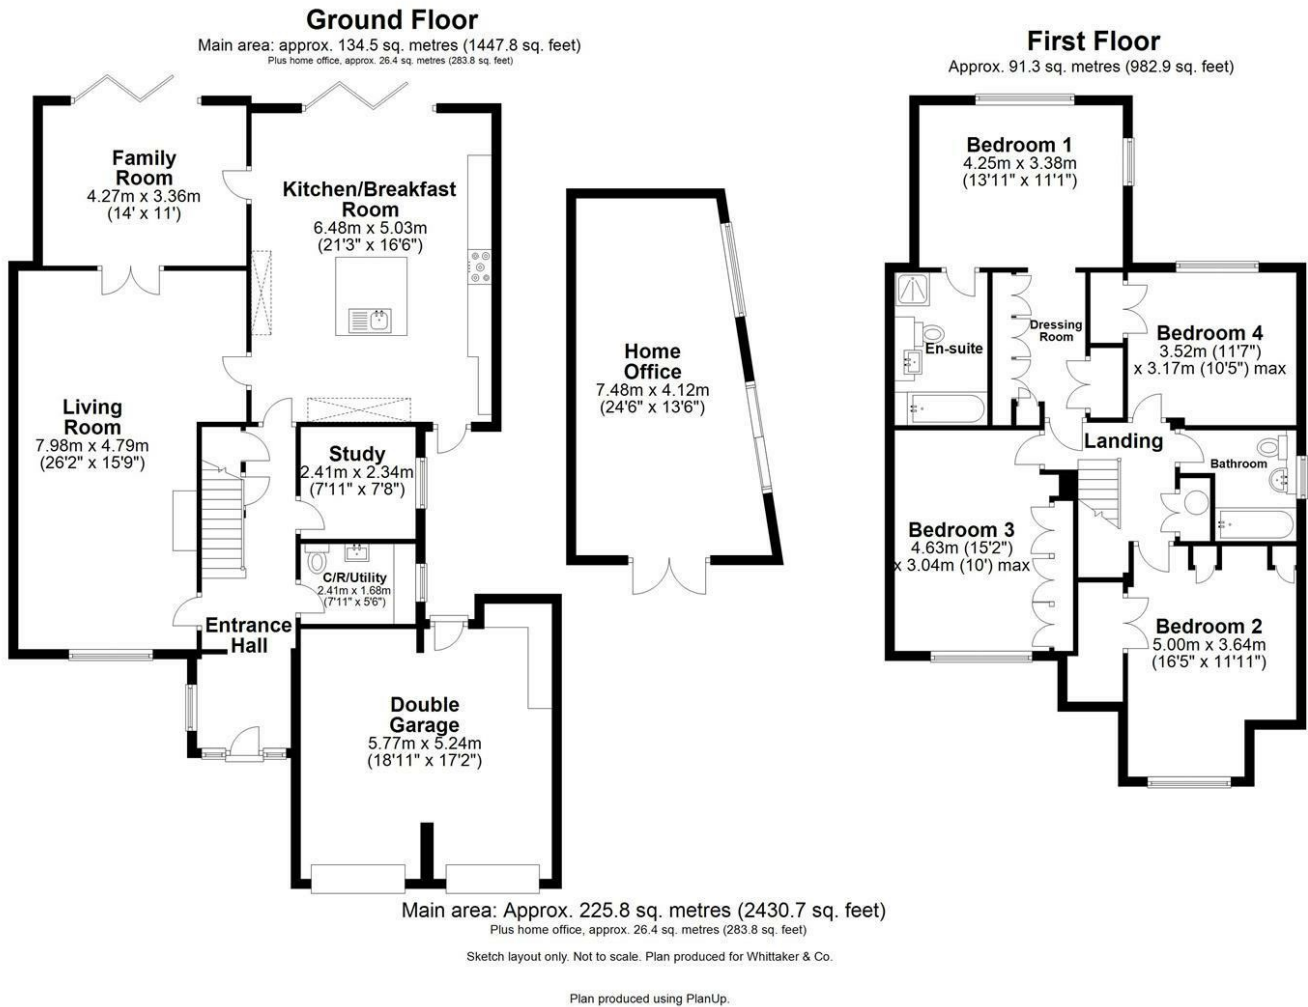 Ground Floor
Main area: approx. 134.5 sq. metres (1447.8 sq. feet)
Plus home office, approx. 26.4 sq. metres (283.8 sq. feet)
First Floor
Approx. 91.3 sq. metres (982.9 sq. feet)
Family
Room
4.27m x 3.36m
(14' x 11')
Kitchen/Breakfast
Room
6.48m x 5.03m
(21'3" x 16'6")
Living
Room
7.98m x 4.79m
(26'2" x 15'9")
Study
2.41m x 2.34m
(7'11" x 7'8")
C/R/Utility
2.41m x 1.68m
(7'11" x 5'6")
Entrance
Hall
Double
Garage
5.77m x 5.24m
(18'11" x 17'2")
Home
Office
7.48m x 4.12m
(24'6" x 13'6")
Bedroom 1
4.25m x 3.38m
(13'11" x 11'1")
En-suite
Dressing
Room
Bedroom 4
3.52m (11'7")
x 3.17m (10'5") max
Landing
Bathroom
Bedroom 3
4.63m (15'2")
x 3.04m (10') max
Bedroom 2
5.00m x 3.64m
(16'5" x 11'11")
Main area: Approx. 225.8 sq. metres (2430.7 sq. feet)
Plus home office, approx. 26.4 sq. metres (283.8 sq. feet)
Sketch layout only. Not to scale. Plan produced for Whittaker & Co.
Plan produced using PlanUp.